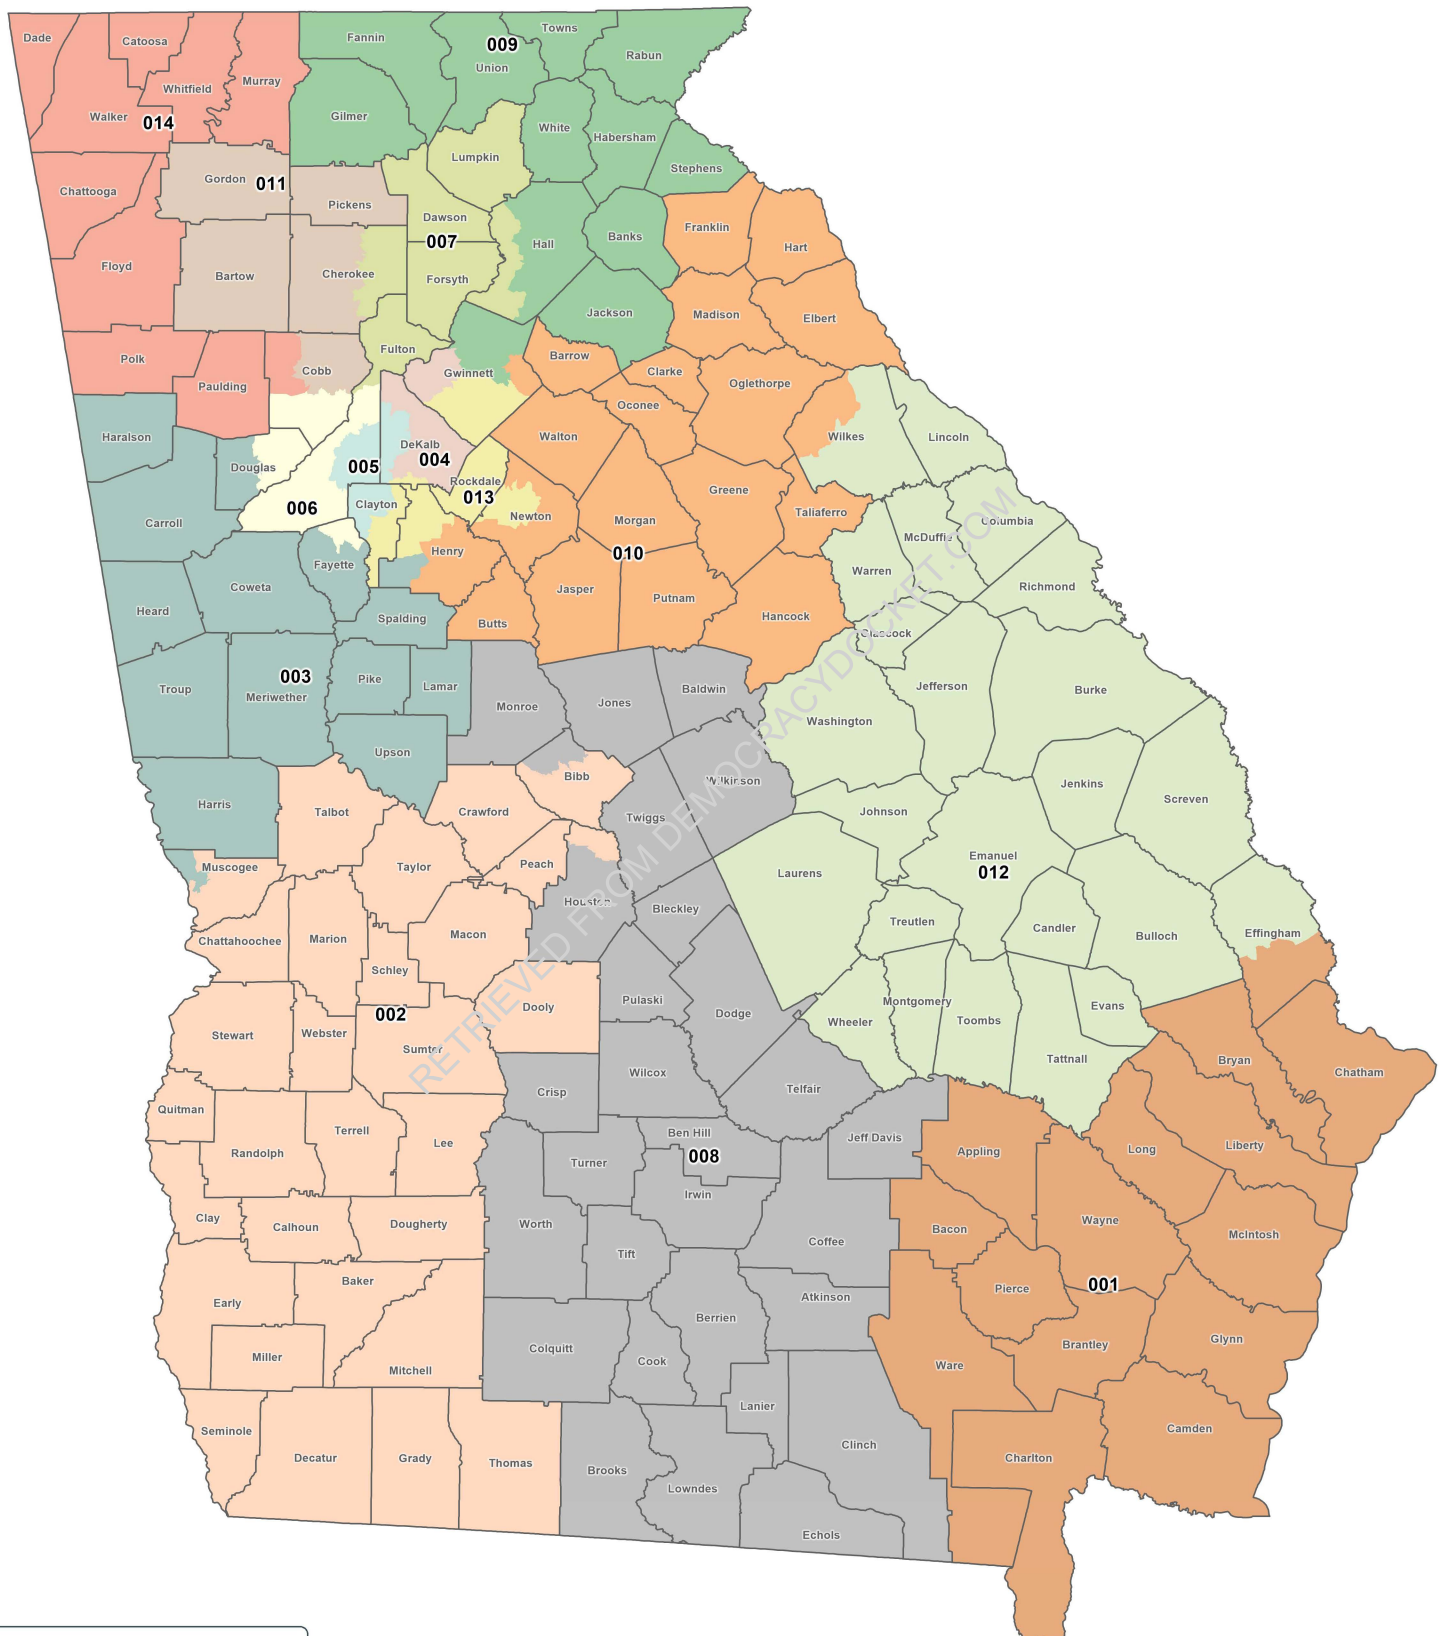 Dade
Catoosa
Fannin
009
Towns
Union
Rabun
Whitfield
Murray
Walker
014
Gilmer
White
Habersham
Lumpkin
Stephens
Chattooga
Gordon
011
Pickens
Dawson
007
Hall
Banks
Franklin
Hart
Floyd
Bartow
Cherokee
Forsyth
Jackson
Madison
Elbert
Polk
Paulding
Cobb
Fulton
Gwinnett
Barrow
Clarke
Oglethorpe
Oconee
Haralson
Douglas
005
DeKalb
004
Walton
Wilkes
Lincoln
Rockdale
013
Greene
006
Clayton
Carroll
Newton
Morgan
Taliaferro
Columbia
McDuffie
010
Henry
Fayette
Coweta
Warren
Richmond
Heard
Spalding
Butts
Jasper
Putnam
Hancock
Glascock
003
Troup
Meriwether
Pike
Lamar
Monroe
Jones
Baldwin
Jefferson
Burke
Washington
Upson
Bibb
Wilkinson
Jenkins
Screven
Harris
Talbot
Crawford
Twiggs
Johnson
Muscogee
Taylor
Peach
Laurens
Emanuel
012
Houston
Bleckley
Treutlen
Candler
Bulloch
Effingham
Chattahoochee
Marion
Macon
Schley
002
Dooly
Pulaski
Dodge
Wheeler
Montgomery
Toombs
Evans
Stewart
Webster
Sumter
Tattnall
Bryan
Chatham
Crisp
Wilcox
Telfair
Quitman
Terrell
Lee
Randolph
Turner
Ben Hill
008
Jeff Davis
Appling
Long
Liberty
Irwin
Clay
Calhoun
Dougherty
Worth
Tift
Coffee
Bacon
Wayne
McIntosh
Baker
Early
Atkinson
Pierce
001
Berrien
Miller
Mitchell
Colquitt
Cook
Ware
Brantley
Glynn
Lanier
Seminole
Decatur
Grady
Thomas
Brooks
Lowndes
Clinch
Charlton
Camden
Echols
RETRIEVED FROM DEMOCRACYDOCKET.COM